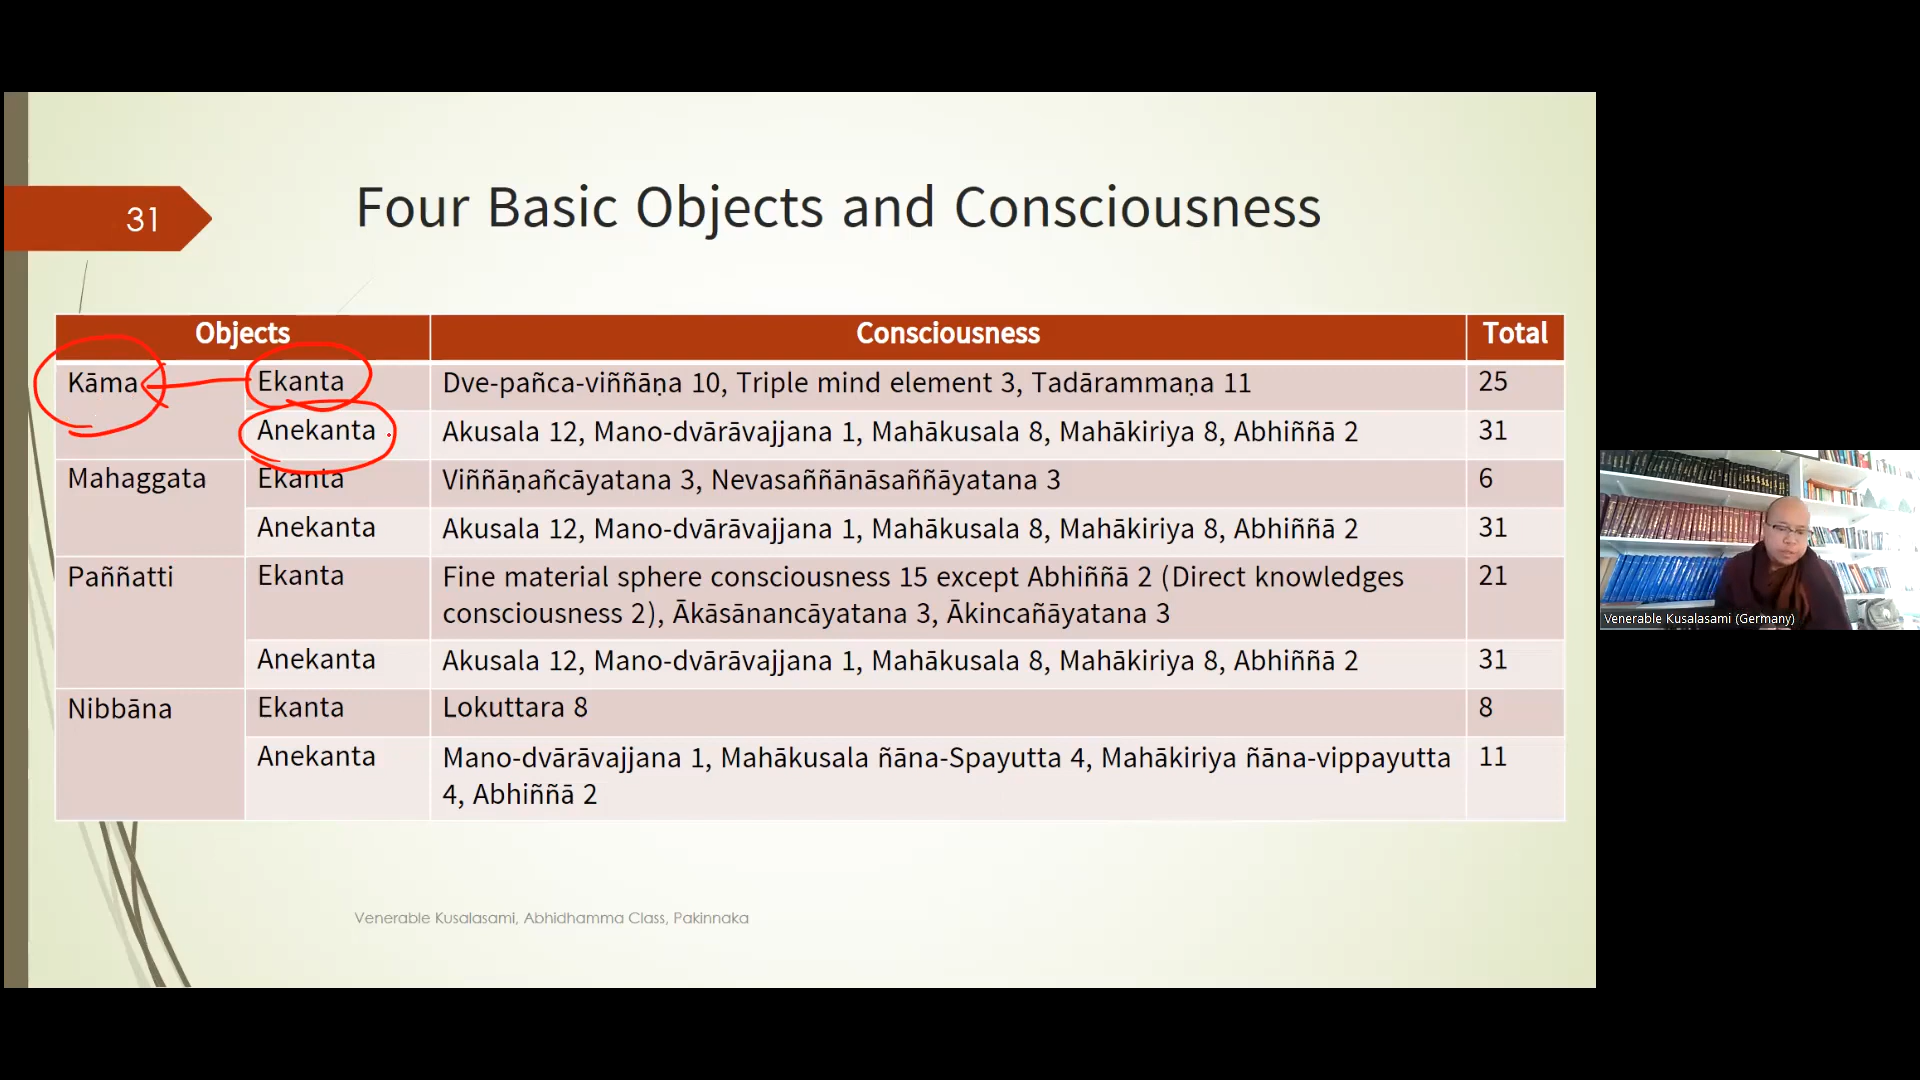 31
Four Basic Objects and Consciousness
Objects Consciousness Total
Kāma Ekanta Dve-pañca-viññāṇa 10, Triple mind element 3, Tadārammaṇa 11 25
Anekanta Akusala 12, Mano-dvārāvajjana 1, Mahākusala 8, Mahākiriya 8, Abhiññā 2 31
Mahaggata Ekanta Viññāṇañcāyatana 3, Nevasaññānāsaññāyatana 3 6
Anekanta Akusala 12, Mano-dvārāvajjana 1, Mahākusala 8, Mahākiriya 8, Abhiññā 2 31
Paññatti Ekanta Fine material sphere consciousness 15 except Abhiññā 2 (Direct knowledges 21
consciousness 2), Ākāsānancāyatana 3, Ākincañāyatana 3
Anekanta Akusala 12, Mano-dvārāvajjana 1, Mahākusala 8, Mahākiriya 8, Abhiññā 2 31
Nibbāna Ekanta Lokuttara 8 8
Anekanta Mano-dvārāvajjana 1, Mahākusala ñāna-Spayutta 4, Mahākiriya ñāna-vippayutta 11
4, Abhiññā 2
Venerable Kusalasami, Abhidhamma Class, Pakinnaka
Venerable Kusalasami (Germany)